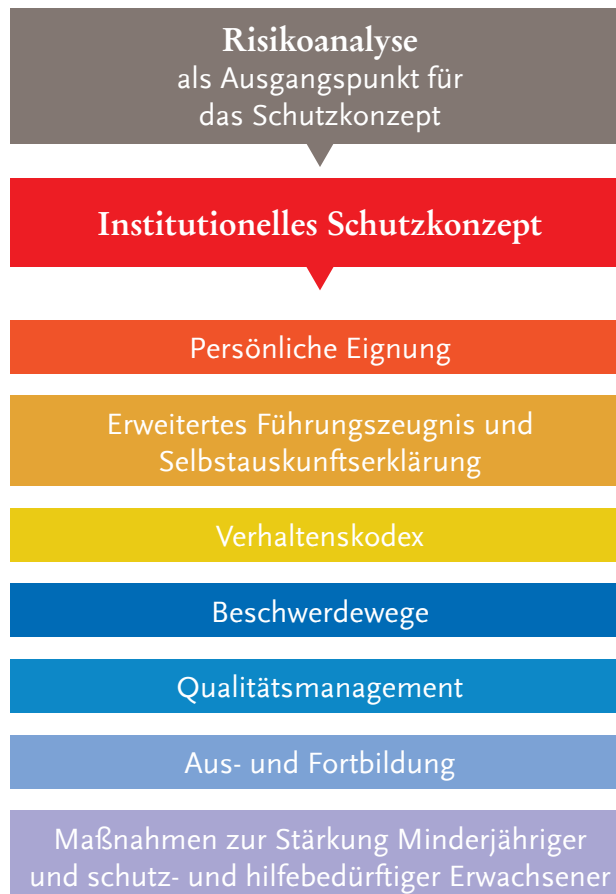 Risikoanalyse
als Ausgangspunkt für
das Schutzkonzept
Institutionelles Schutzkonzept
Persönliche Eignung
Erweitertes Führungszeugnis und
Selbstauskunftserklärung
Verhaltenskodex
Beschwerdewege
Qualitätsmanagement
Aus- und Fortbildung
Maßnahmen zur Stärkung Minderjähriger
und schutz- und hilfebedürftiger Erwachsener